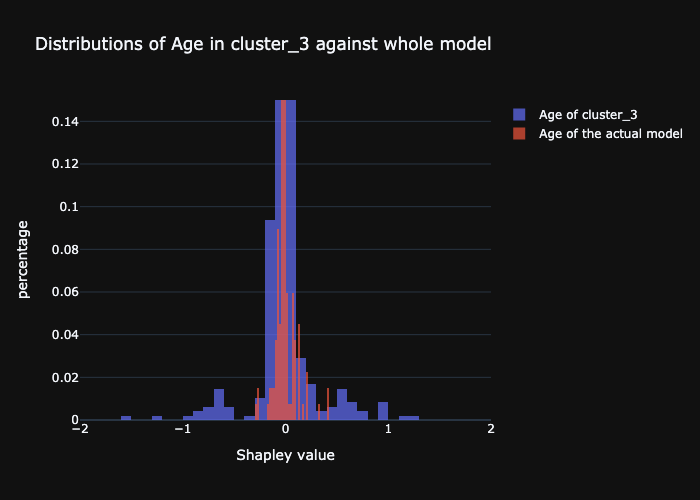 Distributions of Age in cluster_3 against whole model
Age of cluster_3
Age of the actual model
percentage
0.14
0.12
0.1
0.08
0.06
0.04
0.02
0
−2
−1
0
1
2
Shapley value